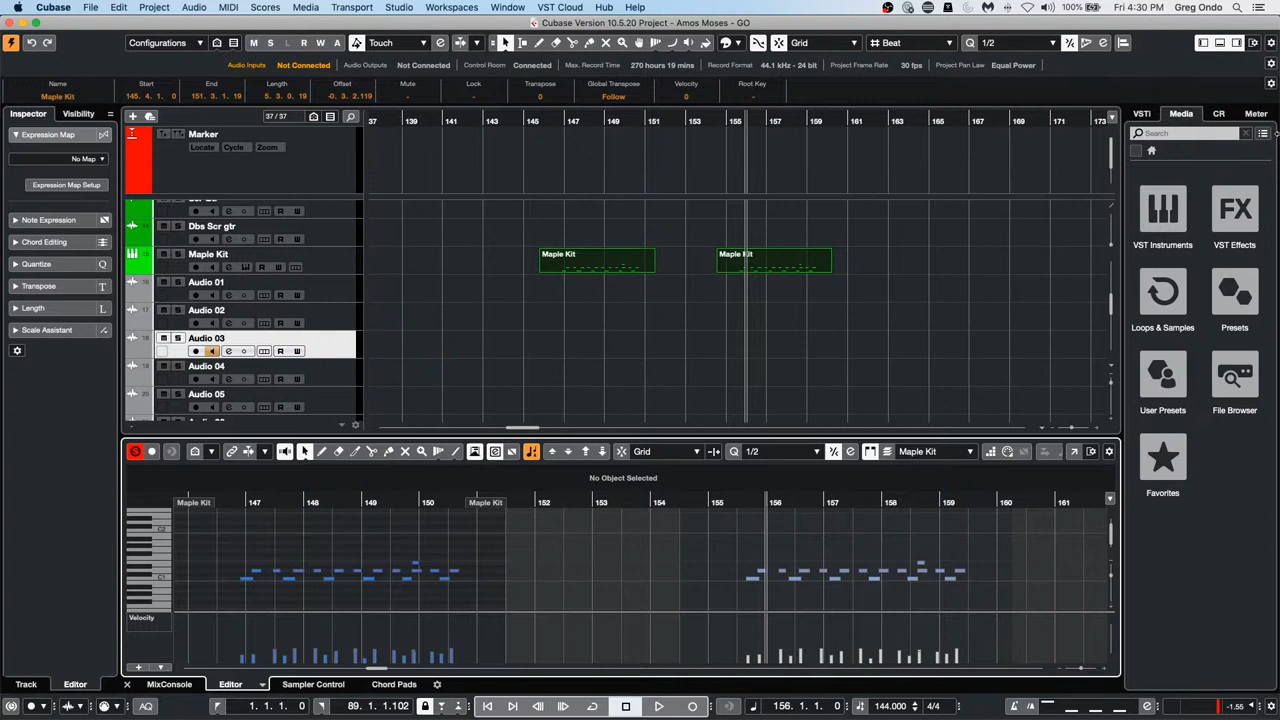 Cubase File Edit Project Audio MIDI Scores Media Transport Studio Workspaces Window VST Cloud Hub Help 100% Fri 4:30 PM Greg Ondo
Cubase Version 10.5.20 Project - Amos Moses - GO
Configurations M S L R W A Touch Grid Beat Q 1/2
Audio Inputs Not Connected Audio Outputs Not Connected Control Room Connected Max. Record Time 270 hours 19 mins Record Format 44.1 kHz - 24 bit Project Frame Rate 30 fps Project Pan Law Equal Power
Name Start End Length Offset Mute Lock Transpose Global Transpose Velocity Root Key
Maple Kit 145. 4. 1. 0 151. 3. 1. 19 5. 3. 0. 19 -0. 3. 2.119 - - 0 Follow 0 -
Inspector Visibility 37 / 37 37 145 147 149 151 153 155 157 159 161 163 165 167 169 171 173 VSTi Media CR Meter
Expression Map Marker Search
Locate Cycle Zoom
No Map
Expression Map Setup
Note Expression
Dbs Scr gtr
Chord Editing
Maple Kit Maple Kit Maple Kit
VST Instruments VST Effects
Quantize
Transpose Audio 01
Length Audio 02
Loops & Samples Presets
Scale Assistant Audio 03
Audio 04
Audio 05
User Presets File Browser
Grid Q 1/2 Maple Kit
No Object Selected
Favorites
Maple Kit 147 148 149 150 Maple Kit 152 153 154 155 156 157 158 159 160 161
C2
C1
Velocity
Track Editor MixConsole Editor Sampler Control Chord Pads
AQ 1. 1. 1. 0 89. 1. 1.102 156. 1. 1. 0 144.000 4/4 -1.55